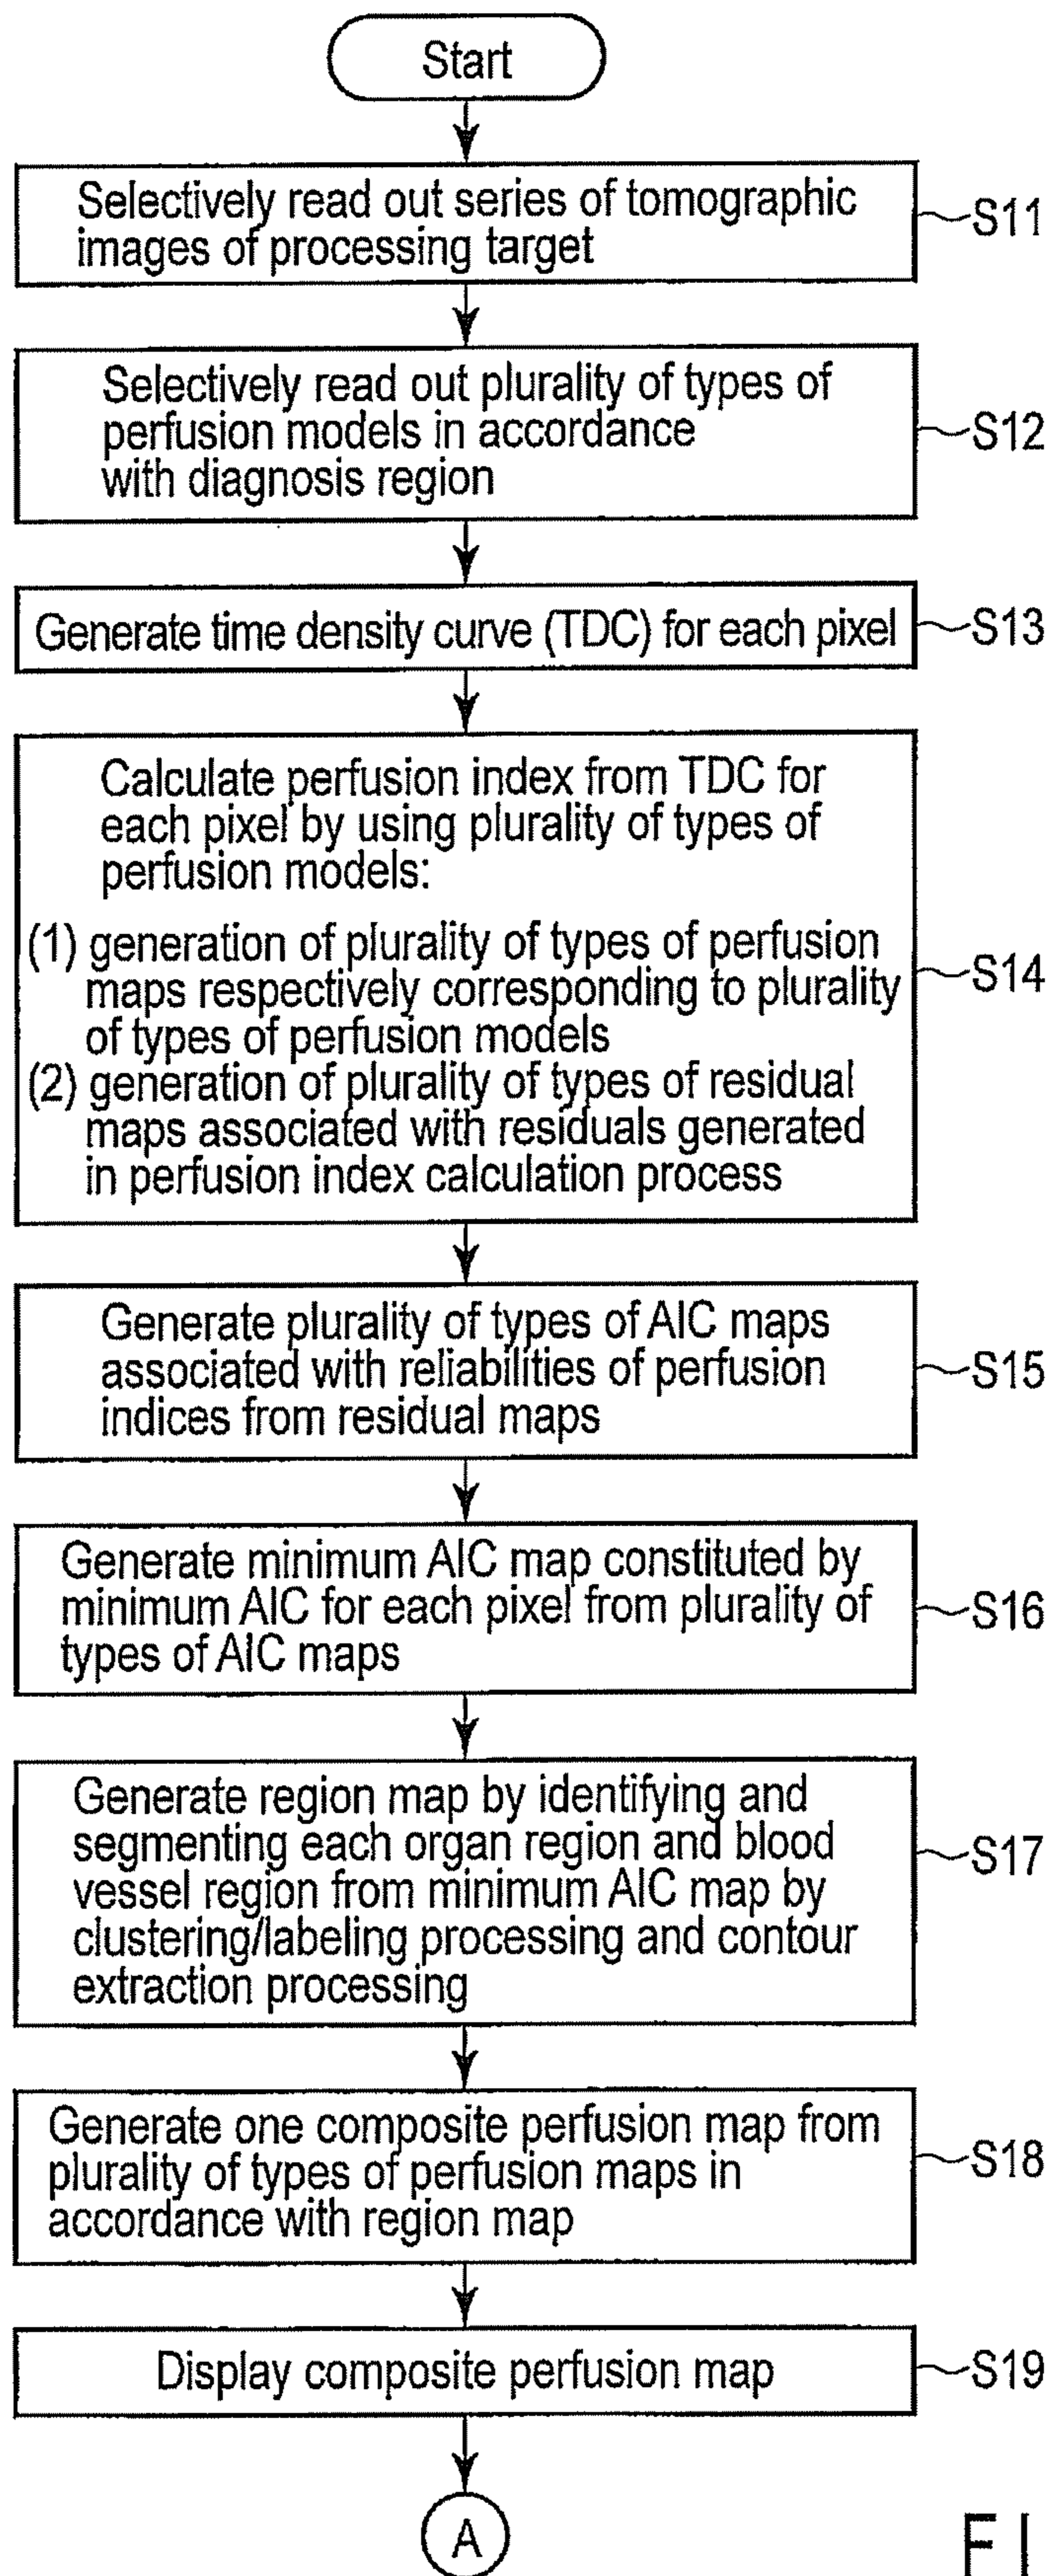 Start
Selectively read out series of tomographic
images of processing target
S11
Selectively read out plurality of types of
perfusion models in accordance
with diagnosis region
S12
Generate time density curve (TDC) for each pixel
S13
Calculate perfusion index from TDC for
each pixel by using plurality of types of
perfusion models:
(1) generation of plurality of types of perfusion
maps respectively corresponding to plurality
of types of perfusion models
(2) generation of plurality of types of residual
maps associated with residuals generated
in perfusion index calculation process
S14
Generate plurality of types of AIC maps
associated with reliabilities of perfusion
indices from residual maps
S15
Generate minimum AIC map constituted by
minimum AIC for each pixel from plurality of
types of AIC maps
S16
Generate region map by identifying and
segmenting each organ region and blood
vessel region from minimum AIC map by
clustering/labeling processing and contour
extraction processing
S17
Generate one composite perfusion map from
plurality of types of perfusion maps in
accordance with region map
S18
Display composite perfusion map
S19
A